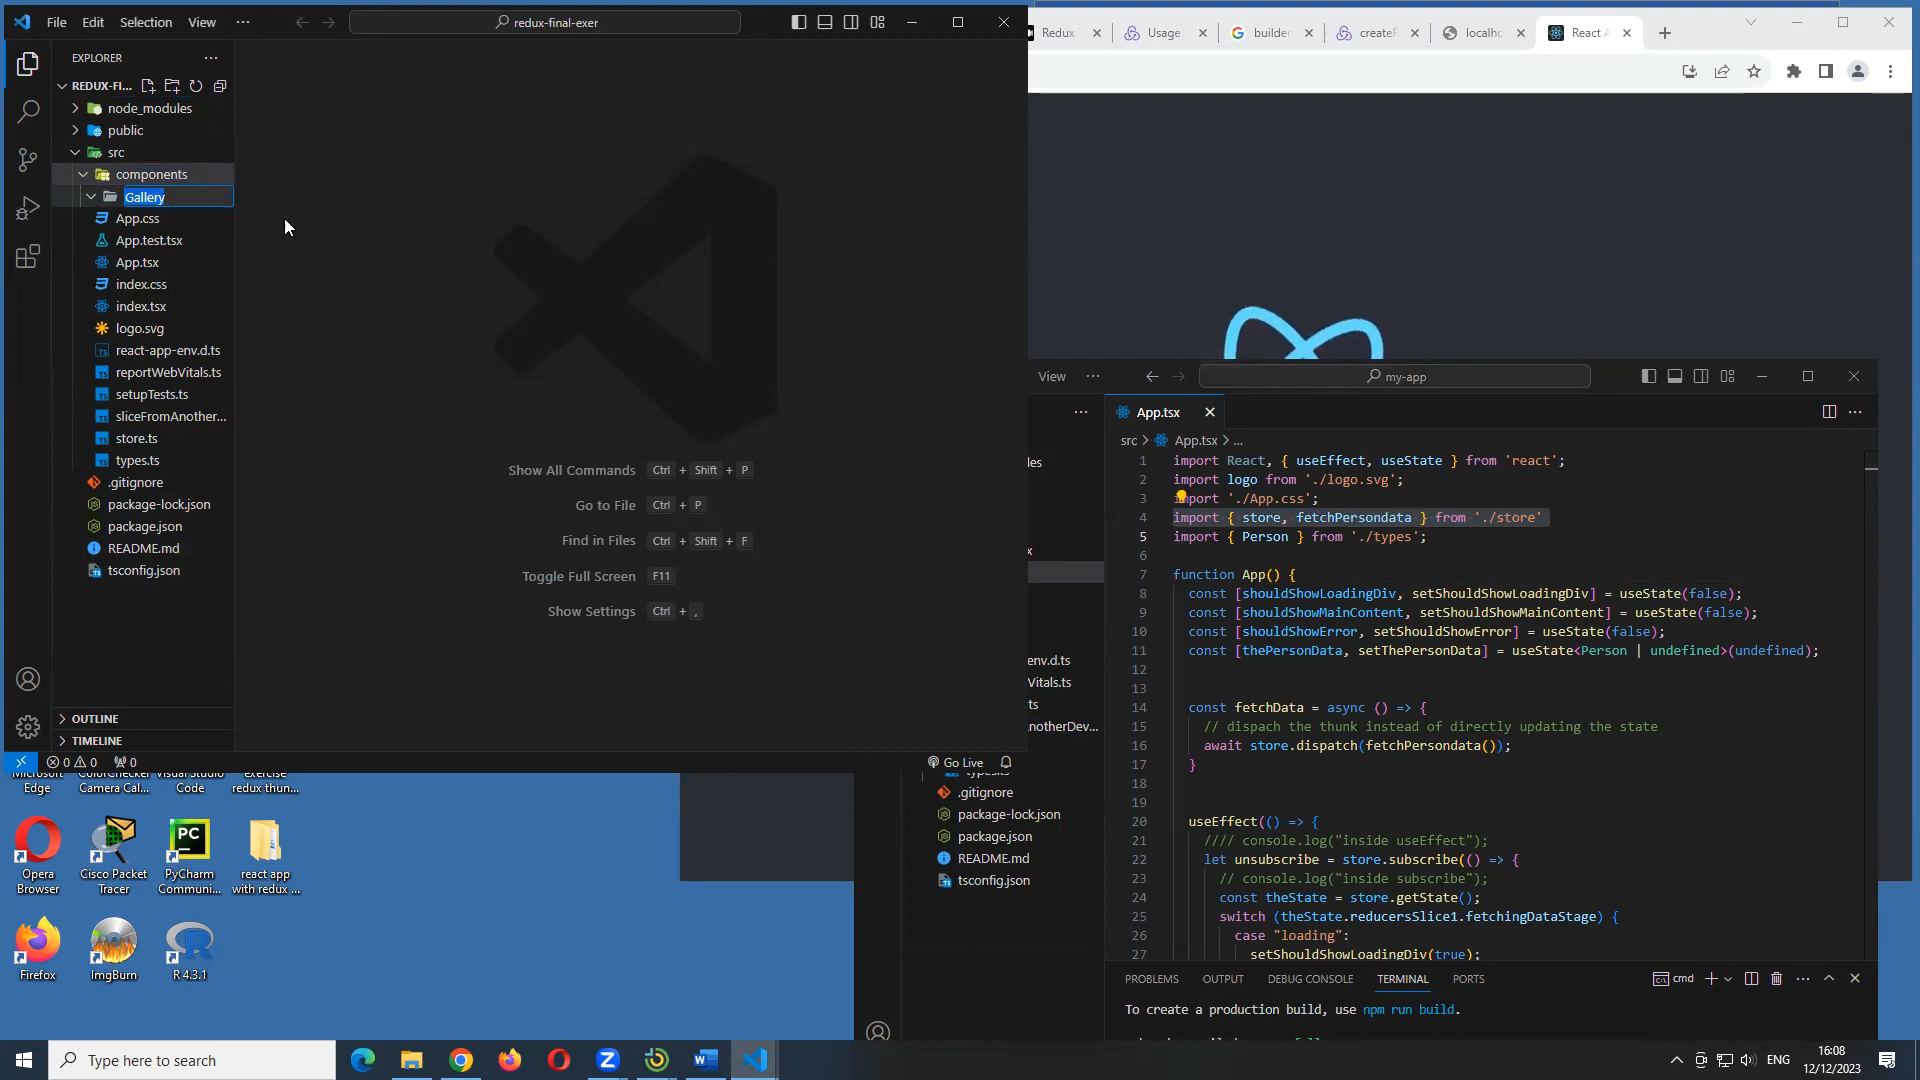 File Edit Selection View ··· redux-final-exer
EXPLORER
REDUX-FI...
node_modules
public
src
components
Gallery
App.css
App.test.tsx
App.tsx
index.css
index.tsx
logo.svg
react-app-env.d.ts
reportWebVitals.ts
setupTests.ts
sliceFromAnother...
store.ts
types.ts
.gitignore
package-lock.json
package.json
README.md
tsconfig.json
OUTLINE
TIMELINE
0 0 0
Go Live
Show All Commands Ctrl + Shift + P
Go to File Ctrl + P
Find in Files Ctrl + Shift + F
Toggle Full Screen F11
Show Settings Ctrl + ,
Redux Usage builder create localho React A
View ··· my-app
App.tsx
src > App.tsx > ...
1 import React, { useEffect, useState } from 'react';
2 import logo from './logo.svg';
3 import './App.css';
4 import { store, fetchPersondata } from './store'
5 import { Person } from './types';
6
7 function App() {
8 const [shouldShowLoadingDiv, setShouldShowLoadingDiv] = useState(false);
9 const [shouldShowMainContent, setShouldShowMainContent] = useState(false);
10 const [shouldShowError, setShouldShowError] = useState(false);
11 const [thePersonData, setThePersonData] = useState<Person | undefined>(undefined);
12
13
14 const fetchData = async () => {
15 // dispach the thunk instead of directly updating the state
16 await store.dispatch(fetchPersondata());
17 }
18
19
20 useEffect(() => {
21 //// console.log("inside useEffect");
22 let unsubscribe = store.subscribe(() => {
23 // console.log("inside subscribe");
24 const theState = store.getState();
25 switch (theState.reducersSlice1.fetchingDataStage) {
26 case "loading":
27 setShouldShowLoadingDiv(true);
les
x
env.d.ts
Vitals.ts
ts
AnotherDev...
.gitignore
package-lock.json
package.json
README.md
tsconfig.json
PROBLEMS OUTPUT DEBUG CONSOLE TERMINAL PORTS
cmd
To create a production build, use npm run build.
Microsoft Edge
ColorChecker Camera Cal...
Visual Studio Code
exercise redux thun...
Opera Browser
Cisco Packet Tracer
PyCharm Communi...
react app with redux ...
Firefox
ImgBurn
R 4.3.1
Type here to search
ENG
16:08
12/12/2023